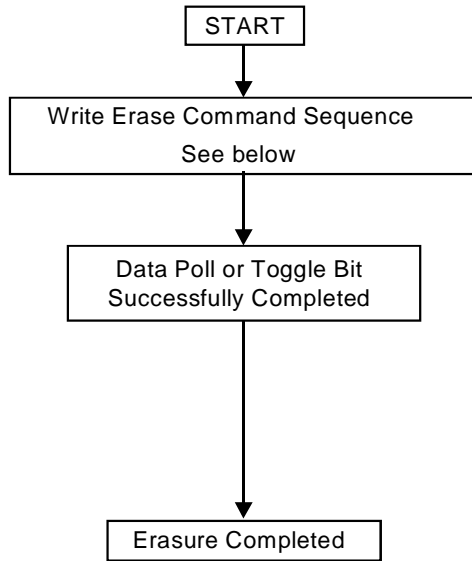 START
Write Erase Command Sequence
See below
Data Poll or Toggle Bit
Successfully Completed
Erasure Completed